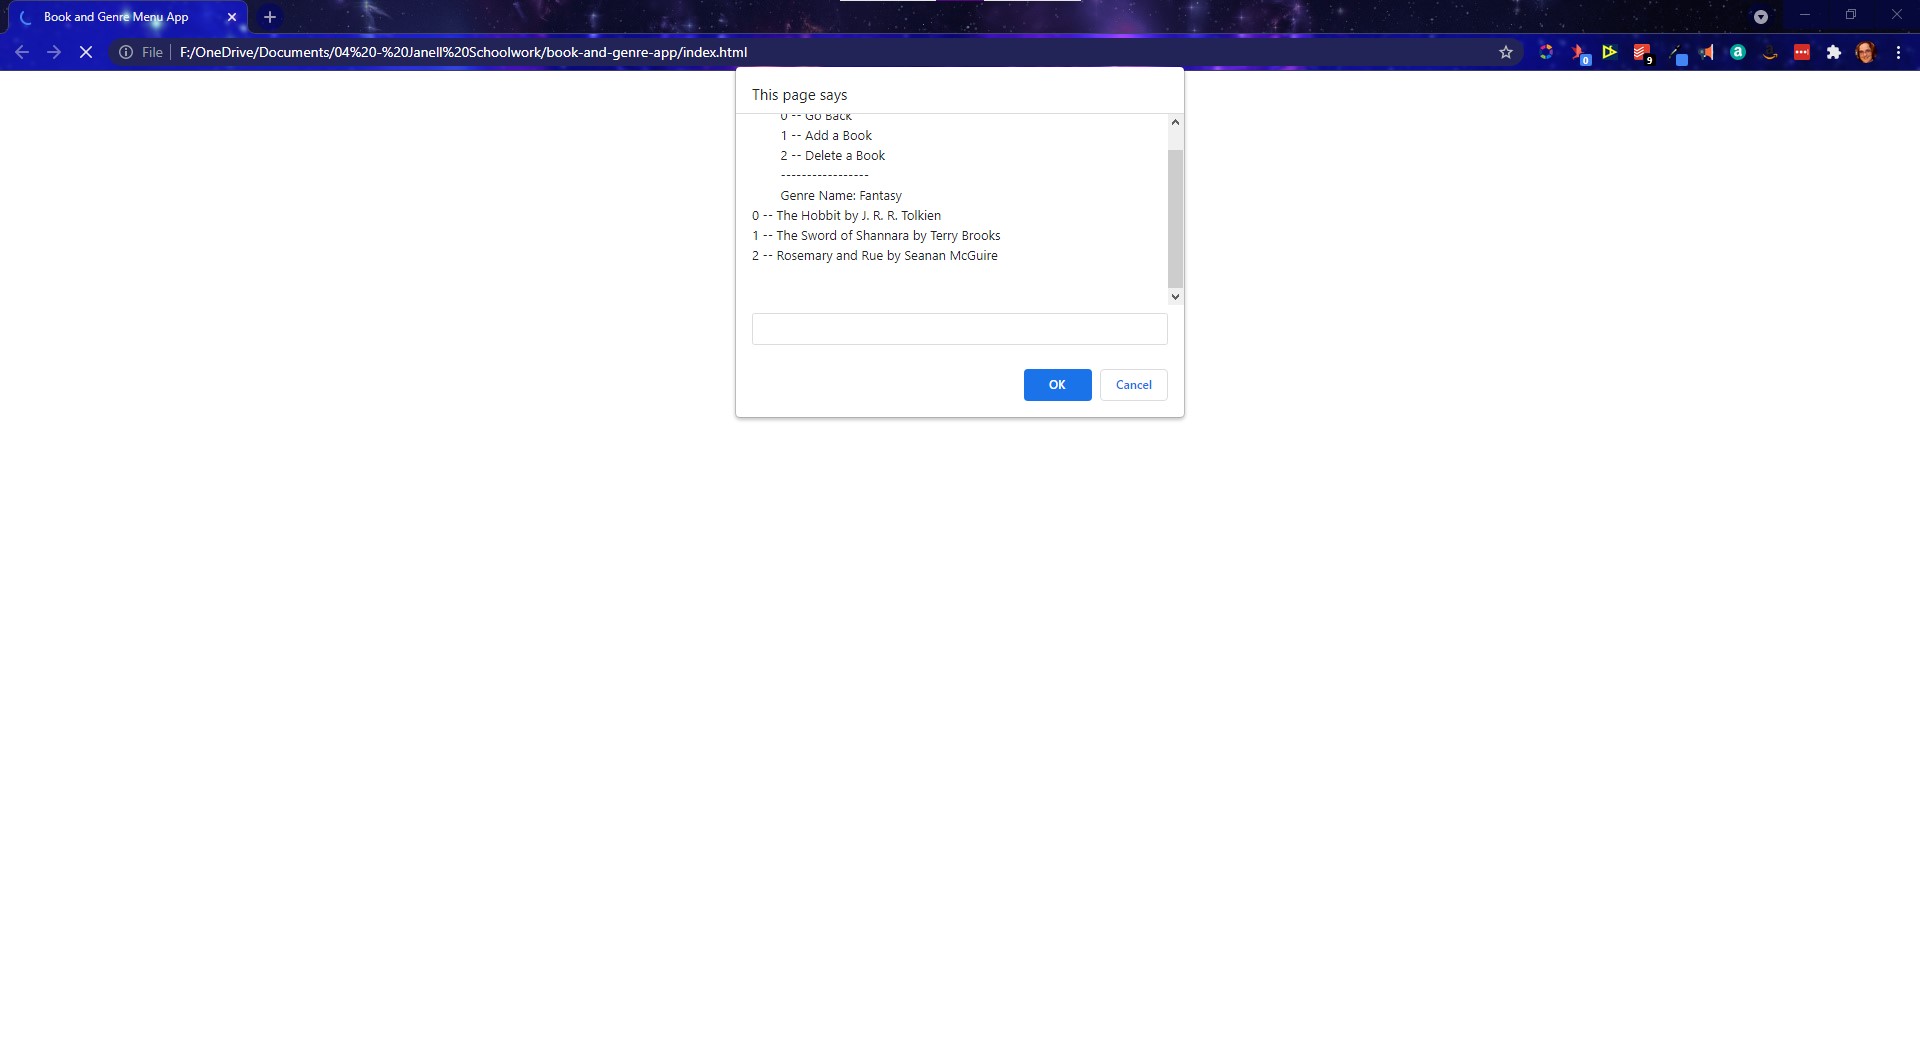 Book and Genre Menu App
File
F:/OneDrive/Documents/04%20-%20Janell%20Schoolwork/book-and-genre-app/index.html
0
9
a
This page says
0 -- Go Back
1 -- Add a Book
2 -- Delete a Book
-----------------
Genre Name: Fantasy
0 -- The Hobbit by J. R. R. Tolkien
1 -- The Sword of Shannara by Terry Brooks
2 -- Rosemary and Rue by Seanan McGuire
OK
Cancel